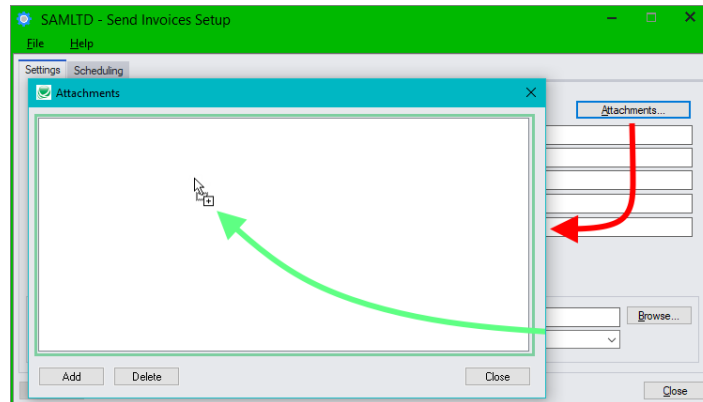 SAMLTD - Send Invoices Setup
File Help
Settings Scheduling
Attachments
Attachments...
Browse...
Add Delete Close
Close